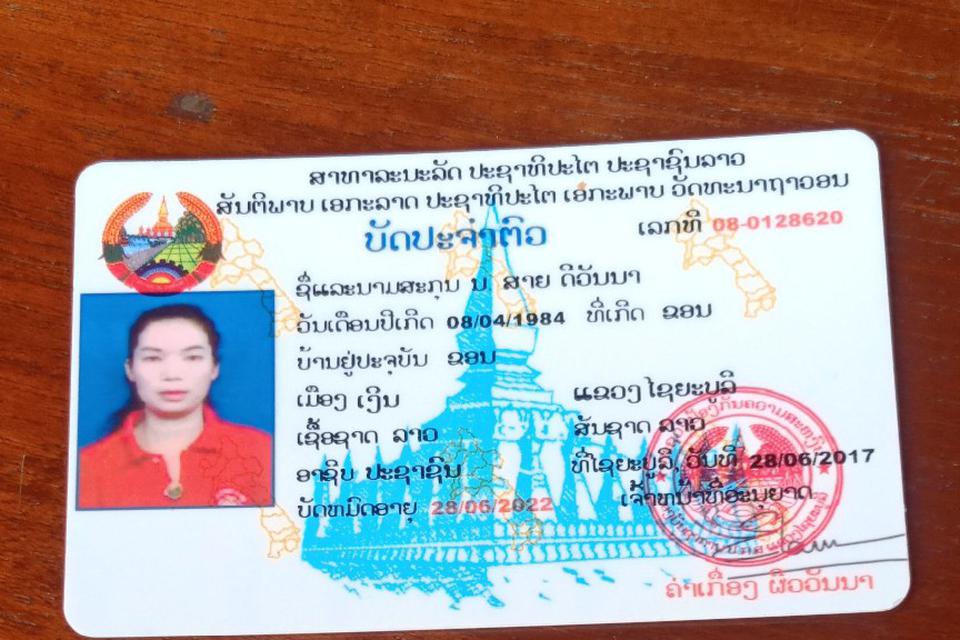 ສາທາລະນະລັດ ປະຊາທິປະໄຕ ປະຊາຊົນລາວ
ສັນຕິພາບ ເອກະລາດ ປະຊາທິປະໄຕ ເອກະພາບ ວັດທະນາຖາວອນ
ບັດປະຈຳຕົວ
ເລກທີ 08-0128620
ຊື່ແລະນາມສະກຸນ ນ ສາຍ ດີວັນນາ
ວັນເດືອນປີເກີດ 08/04/1984 ທີ່ເກີດ ຂອນ
ບ້ານຢູ່ປະຈຸບັນ ຂອນ
ເມືອງ ເງິນ ແຂວງໄຊຍະບູລີ
ເຊື້ອຊາດ ລາວ ສັນຊາດ ລາວ
ອາຊີບ ປະຊາຊົນ ທີ່ໄຊຍະບູລີ, ວັນທີ 28/06/2017
ບັດຫມົດອາຍຸ 28/06/2022 ເຈົ້າຫນ້າທີ່ອະນຸຍາດ
ຄຳເກື່ອງ ຜິວວັນນາ